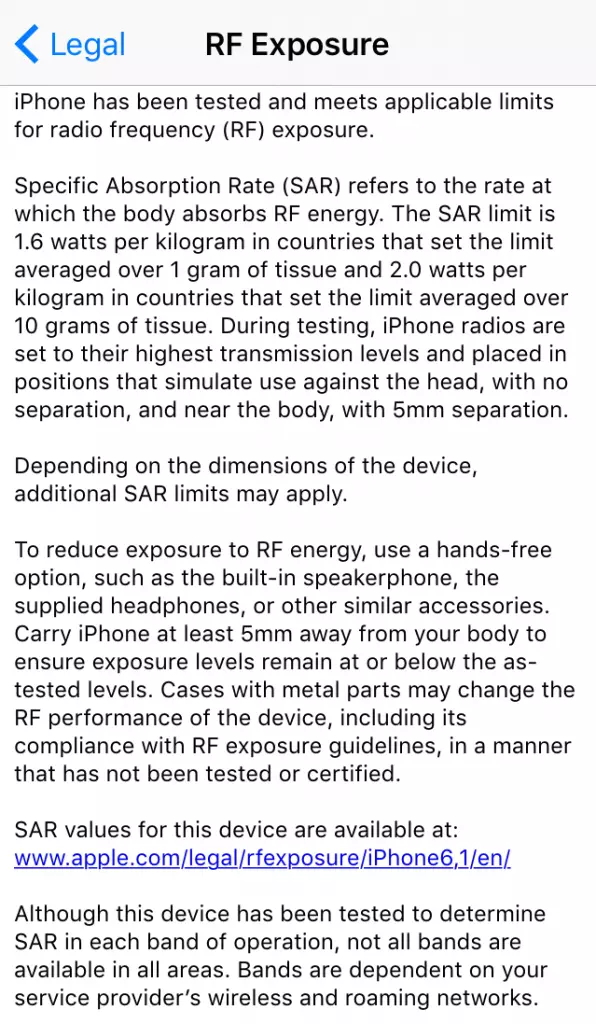 Legal
RF Exposure
iPhone has been tested and meets applicable limits
for radio frequency (RF) exposure.
Specific Absorption Rate (SAR) refers to the rate at
which the body absorbs RF energy. The SAR limit is
1.6 watts per kilogram in countries that set the limit
averaged over 1 gram of tissue and 2.0 watts per
kilogram in countries that set the limit averaged over
10 grams of tissue. During testing, iPhone radios are
set to their highest transmission levels and placed in
positions that simulate use against the head, with no
separation, and near the body, with 5mm separation.
Depending on the dimensions of the device,
additional SAR limits may apply.
To reduce exposure to RF energy, use a hands-free
option, such as the built-in speakerphone, the
supplied headphones, or other similar accessories.
Carry iPhone at least 5mm away from your body to
ensure exposure levels remain at or below the as-
tested levels. Cases with metal parts may change the
RF performance of the device, including its
compliance with RF exposure guidelines, in a manner
that has not been tested or certified.
SAR values for this device are available at:
www.apple.com/legal/rfexposure/iPhone6,1/en/
Although this device has been tested to determine
SAR in each band of operation, not all bands are
available in all areas. Bands are dependent on your
service provider’s wireless and roaming networks.